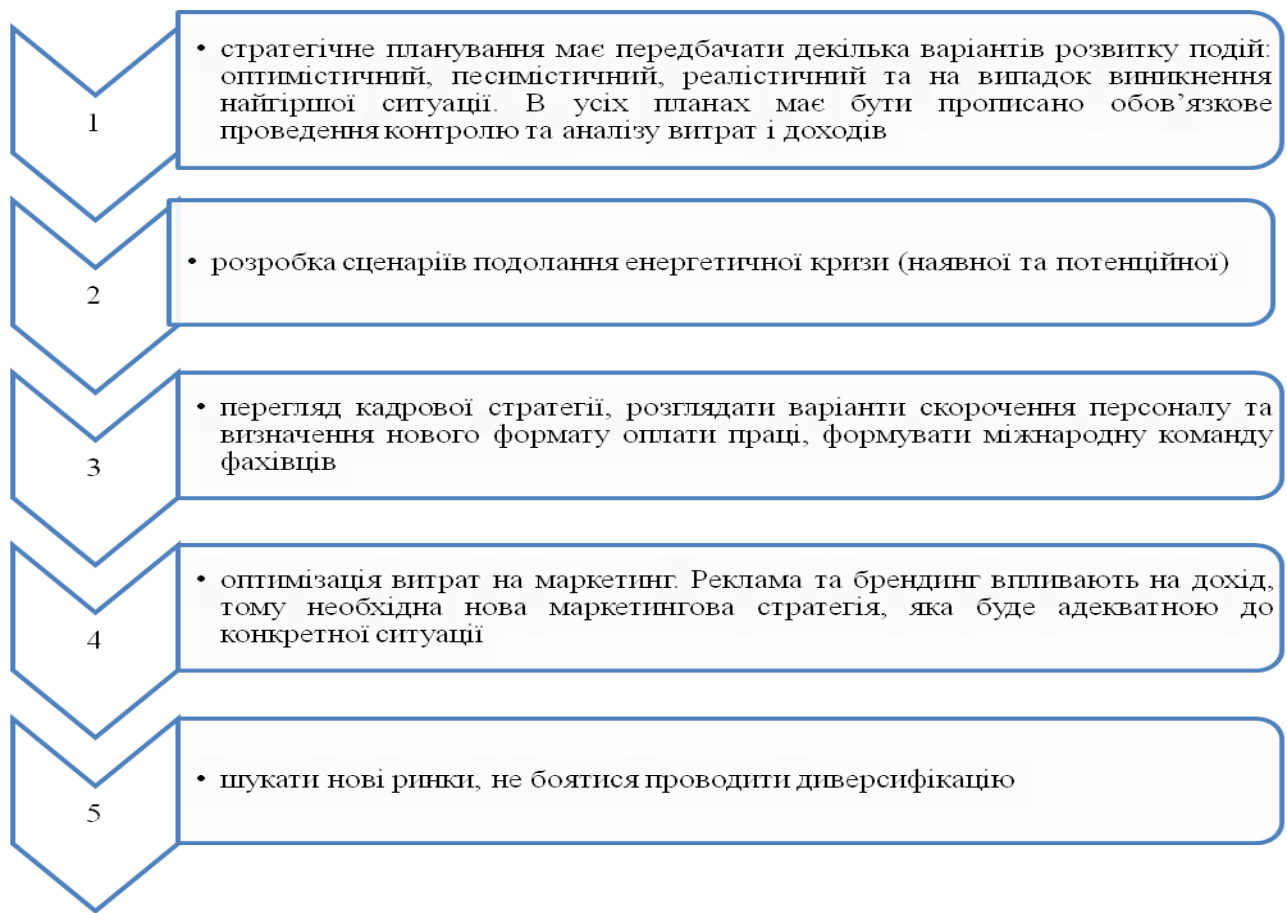 1
• стратегічне планування має передбачати декілька варіантів розвитку подій:
оптимістичний, песимістичний, реалістичний та на випадок виникнення
найгіршої ситуації. В усіх планах має бути прописано обов’язкове
проведення контролю та аналізу витрат і доходів
2
• розробка сценаріїв подолання енергетичної кризи (наявної та потенційної)
3
• перегляд кадрової стратегії, розглядати варіанти скорочення персоналу та
визначення нового формату оплати праці, формувати міжнародну команду
фахівців
4
• оптимізація витрат на маркетинг. Реклама та брендинг впливають на дохід,
тому необхідна нова маркетингова стратегія, яка буде адекватною до
конкретної ситуації
5
• шукати нові ринки, не боятися проводити диверсифікацію